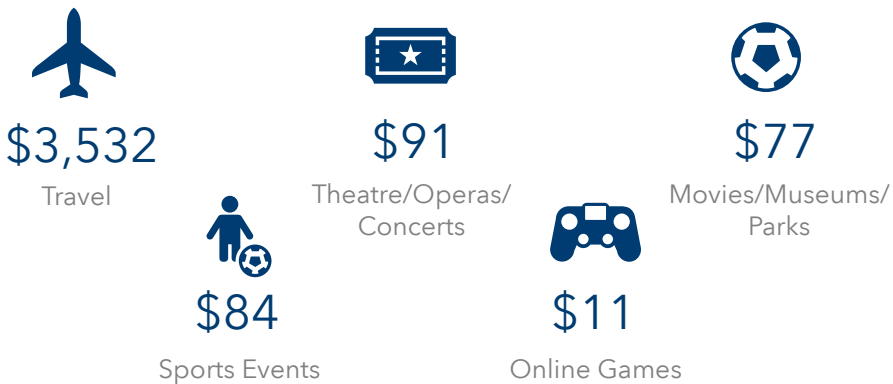 $3,532
Travel
$91
Theatre/Operas/
Concerts
$77
Movies/Museums/
Parks
$84
Sports Events
$11
Online Games